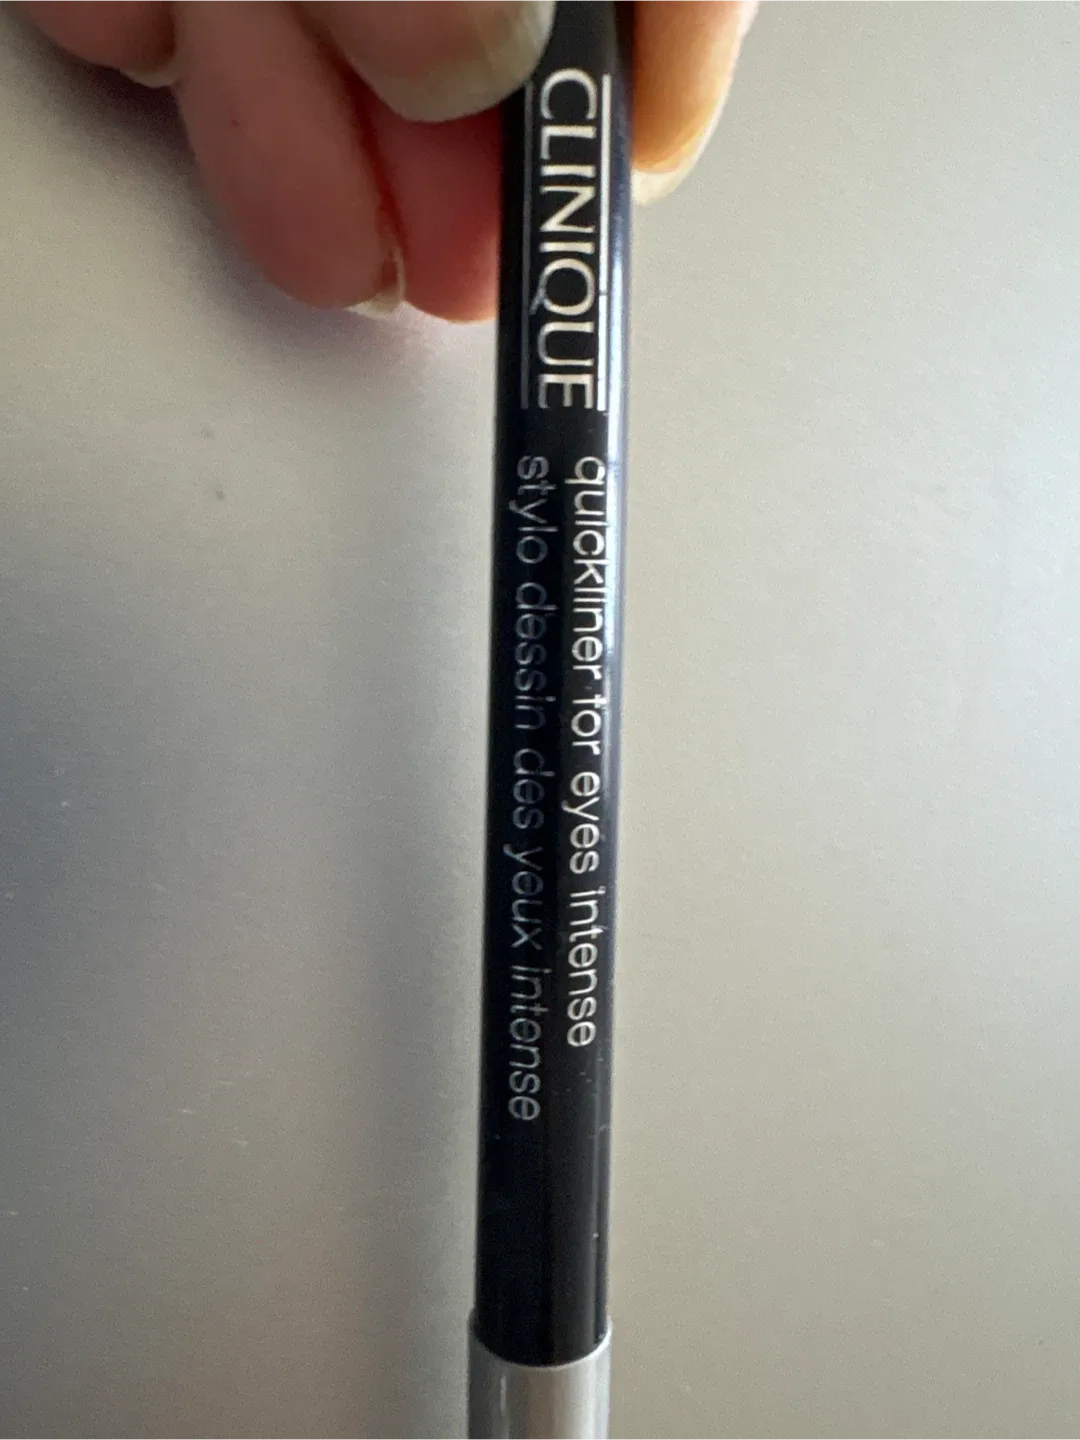 CLINIQUE
quickliner for eyes intense
stylo dessin des yeux intense